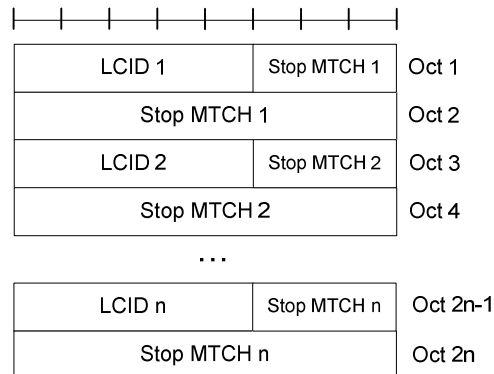 LCID 1 Stop MTCH 1 Oct 1
Stop MTCH 1 Oct 2
LCID 2 Stop MTCH 2 Oct 3
Stop MTCH 2 Oct 4
...
LCID n Stop MTCH n Oct 2n-1
Stop MTCH n Oct 2n